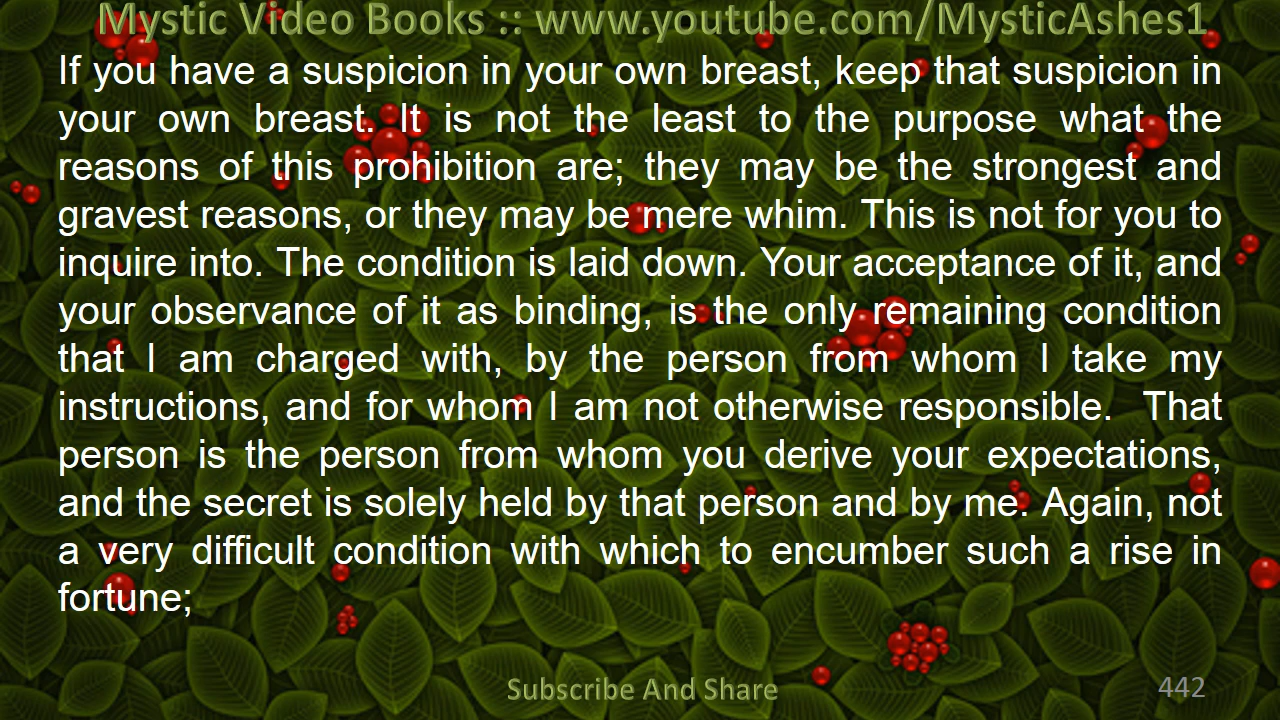 Mystic Video Books :: www.youtube.com/MysticAshes1
If you have a suspicion in your own breast, keep that suspicion in
your own breast. It is not the least to the purpose what the
reasons of this prohibition are; they may be the strongest and
gravest reasons, or they may be mere whim. This is not for you to
inquire into. The condition is laid down. Your acceptance of it, and
your observance of it as binding, is the only remaining condition
that I am charged with, by the person from whom I take my
instructions, and for whom I am not otherwise responsible.  That
person is the person from whom you derive your expectations,
and the secret is solely held by that person and by me. Again, not
a very difficult condition with which to encumber such a rise in
fortune;
Subscribe And Share
442